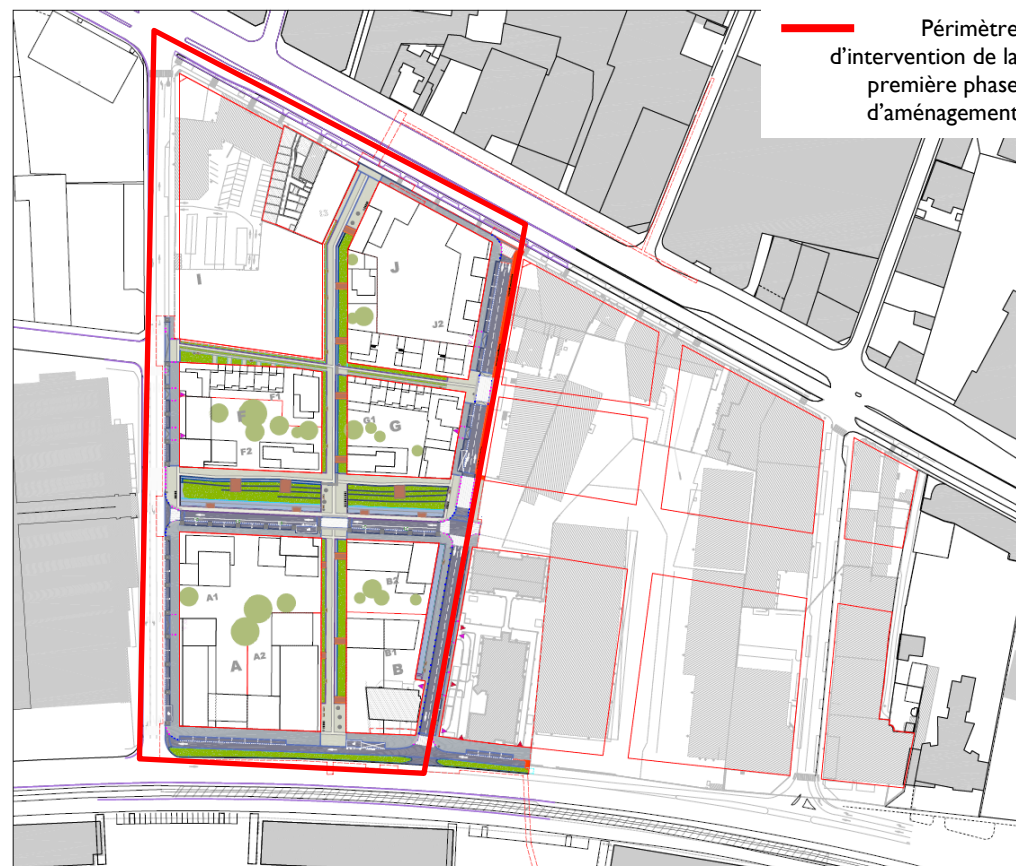 Périmètre
d'intervention de la
première phase
d'aménagement
I
J
J2
F1
F
G1
G
F2
A1
B2
A
A2
B1
B